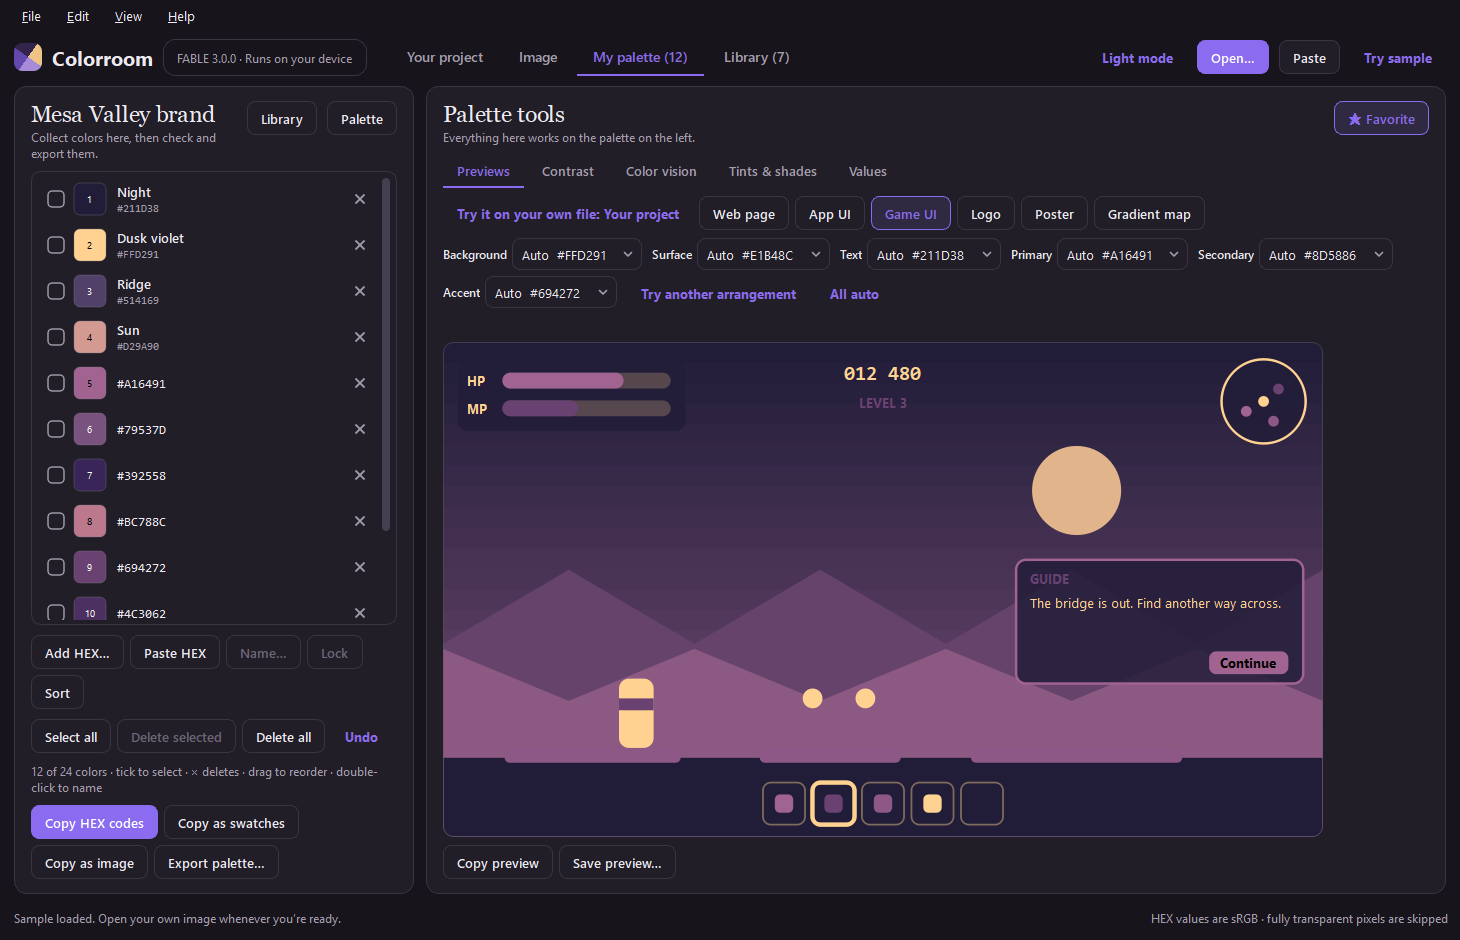 File Edit View Help
Colorroom
FABLE 3.0.0 · Runs on your device
Your project Image My palette (12) Library (7)
Light mode Open... Paste Try sample
Mesa Valley brand
Collect colors here, then check and
export them.
Library Palette
1 Night
#211D38
2 Dusk violet
#FFD291
3 Ridge
#514169
4 Sun
#D29A90
5 #A16491
6 #79537D
7 #392558
8 #BC788C
9 #694272
10 #4C3062
Add HEX... Paste HEX Name... Lock
Sort
Select all Delete selected Delete all Undo
12 of 24 colors · tick to select · × deletes · drag to reorder · double-
click to name
Copy HEX codes Copy as swatches
Copy as image Export palette...
Palette tools
Everything here works on the palette on the left.
★ Favorite
Previews Contrast Color vision Tints & shades Values
Try it on your own file: Your project Web page App UI Game UI Logo Poster Gradient map
Background Auto #FFD291 Surface Auto #E1B48C Text Auto #211D38 Primary Auto #A16491 Secondary Auto #8D5886
Accent Auto #694272 Try another arrangement All auto
HP
MP
012 480
LEVEL 3
GUIDE
The bridge is out. Find another way across.
Continue
Copy preview Save preview...
Sample loaded. Open your own image whenever you're ready.
HEX values are sRGB · fully transparent pixels are skipped